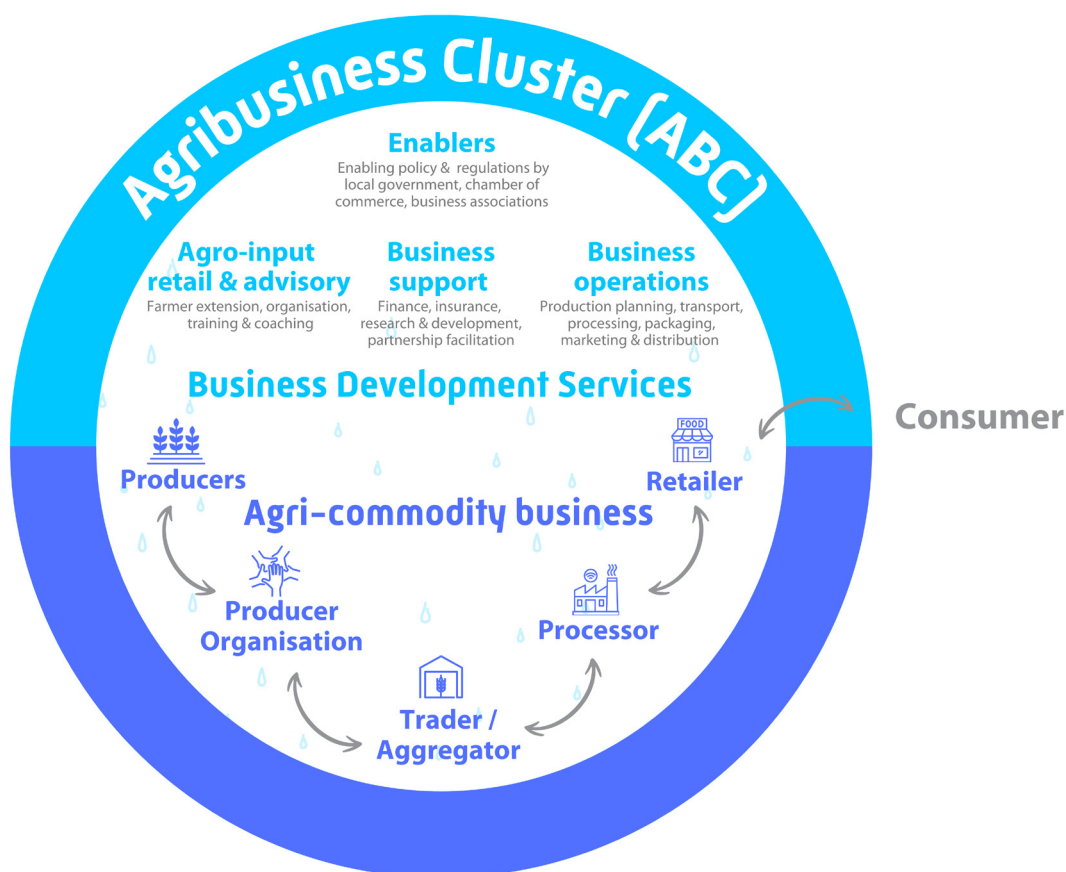 Agribusiness Cluster (ABC)
Enablers
Enabling policy & regulations by
local government, chamber of
commerce, business associations
Agro-input
retail & advisory
Farmer extension, organisation,
training & coaching
Business
support
Finance, insurance,
research & development,
partnership facilitation
Business
operations
Production planning, transport,
processing, packaging,
marketing & distribution
Business Development Services
Consumer
FOOD
Producers
Retailer
Agri-commodity business
Producer
Organisation
Processor
Trader /
Aggregator